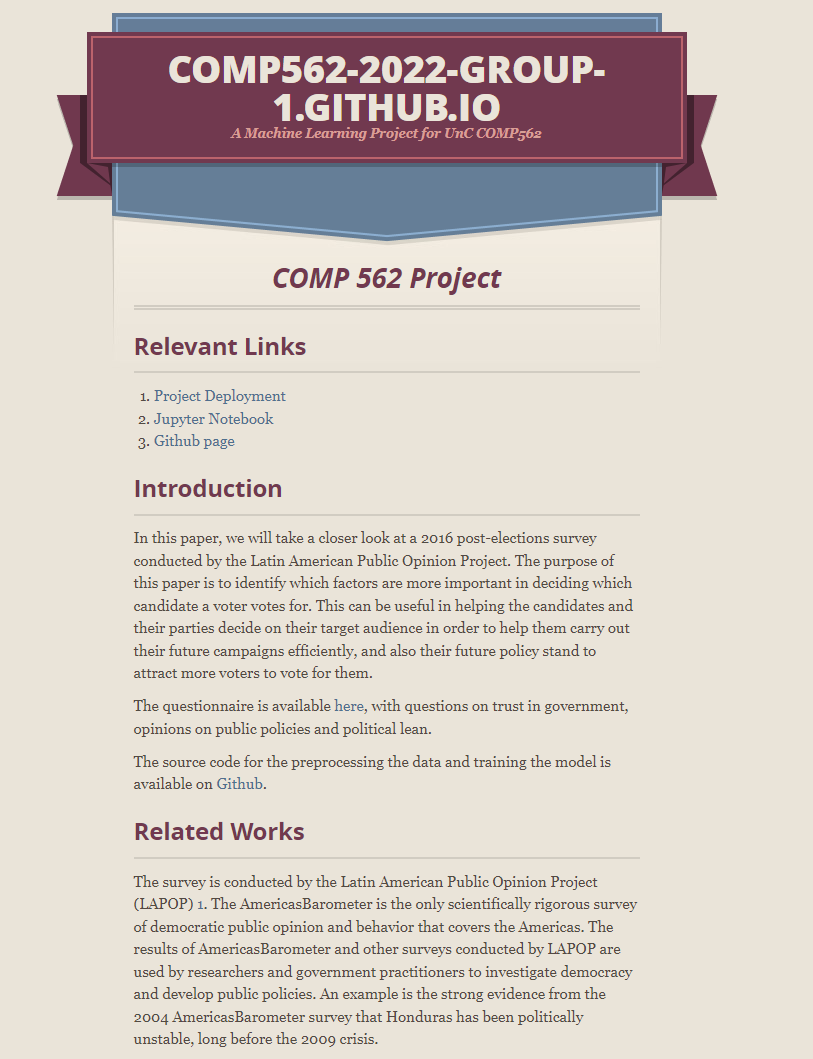 COMP562-2022-GROUP-
1.GITHUB.IO
A Machine Learning Project for UnC COMP562
COMP 562 Project
Relevant Links
1. Project Deployment
2. Jupyter Notebook
3. Github page
Introduction
In this paper, we will take a closer look at a 2016 post-elections survey
conducted by the Latin American Public Opinion Project. The purpose of
this paper is to identify which factors are more important in deciding which
candidate a voter votes for. This can be useful in helping the candidates and
their parties decide on their target audience in order to help them carry out
their future campaigns efficiently, and also their future policy stand to
attract more voters to vote for them.
The questionnaire is available here, with questions on trust in government,
opinions on public policies and political lean.
The source code for the preprocessing the data and training the model is
available on Github.
Related Works
The survey is conducted by the Latin American Public Opinion Project
(LAPOP) 1. The AmericasBarometer is the only scientifically rigorous survey
of democratic public opinion and behavior that covers the Americas. The
results of AmericasBarometer and other surveys conducted by LAPOP are
used by researchers and government practitioners to investigate democracy
and develop public policies. An example is the strong evidence from the
2004 AmericasBarometer survey that Honduras has been politically
unstable, long before the 2009 crisis.